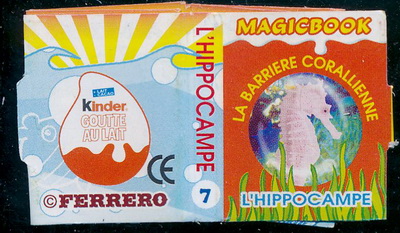 + LAIT
- CACAO
Kinder
GOUTTE
AU LAIT
CE
© FERRERO
L'HIPPOCAMPE
7
MAGICBOOK
LA BARRIERE CORALLIENNE
L'HIPPOCAMPE